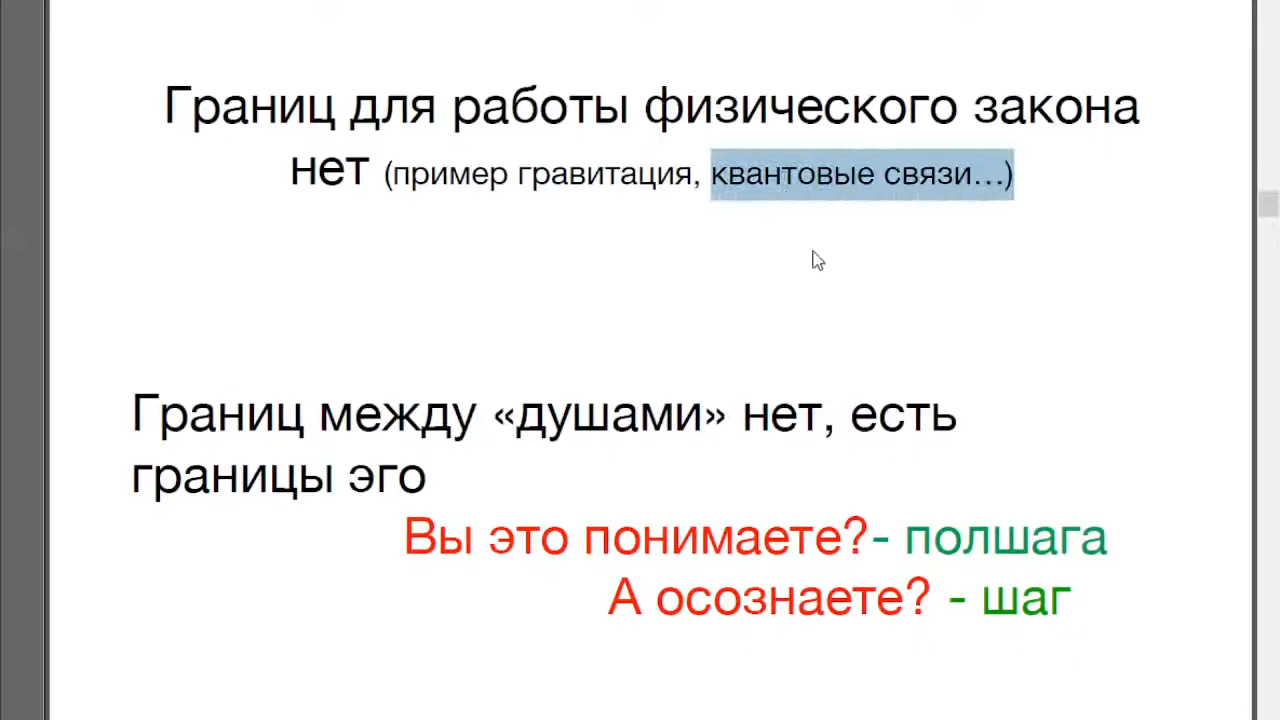 Границ для работы физического закона
нет (пример гравитация, квантовые связи...)
Границ между «душами» нет, есть
границы эго
Вы это понимаете?- полшага
А осознаете? - шаг